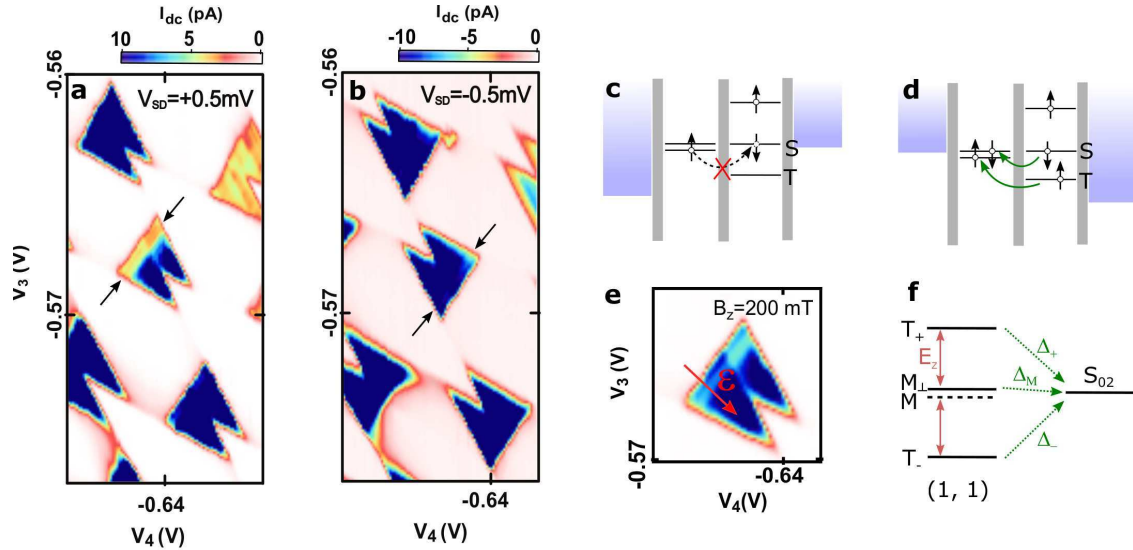 I_dc (pA)
10 5 0
a
V_SD=+0.5mV
-0.56
-0.57
V_3 (V)
-0.64
V_4 (V)
I_dc (pA)
-10 -5 0
b
V_SD=-0.5mV
-0.56
-0.57
-0.64
V_4 (V)
c
S
T
d
S
T
e
B_z=200 mT
ε
V_3 (V)
-0.57
-0.64
V_4(V)
f
T_+
E_z
M_⊥
M
T_-
Δ_+
Δ_M
Δ_-
S_02
(1, 1)